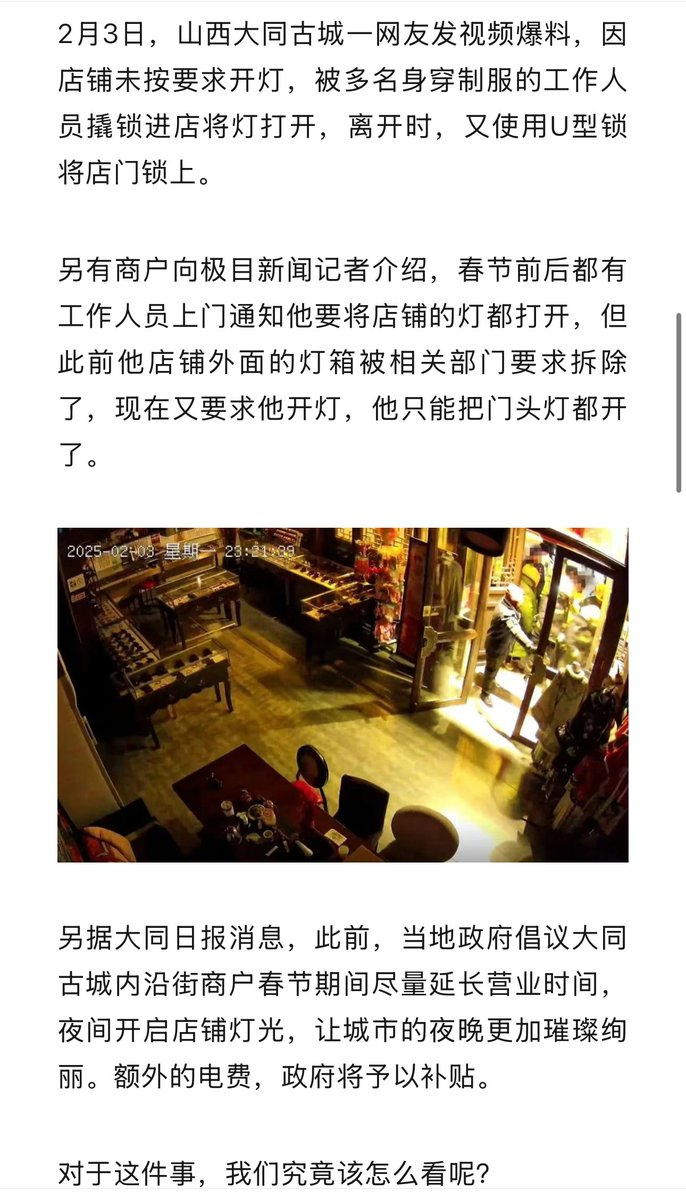 2月3日，山西大同古城一网友发视频爆料，因
店铺未按要求开灯，被多名身穿制服的工作人
员撬锁进店将灯打开，离开时，又使用U型锁
将店门锁上。
另有商户向极目新闻记者介绍，春节前后都有
工作人员上门通知他要将店铺的灯都打开，但
此前他店铺外面的灯箱被相关部门要求拆除
了，现在又要求他开灯，他只能把门头灯都开
了。
2025-02-03 星期一 23:21:39
另据大同日报消息，此前，当地政府倡议大同
古城内沿街商户春节期间尽量延长营业时间，
夜间开启店铺灯光，让城市的夜晚更加璀璨绚
丽。额外的电费，政府将予以补贴。
对于这件事，我们究竟该怎么看呢？